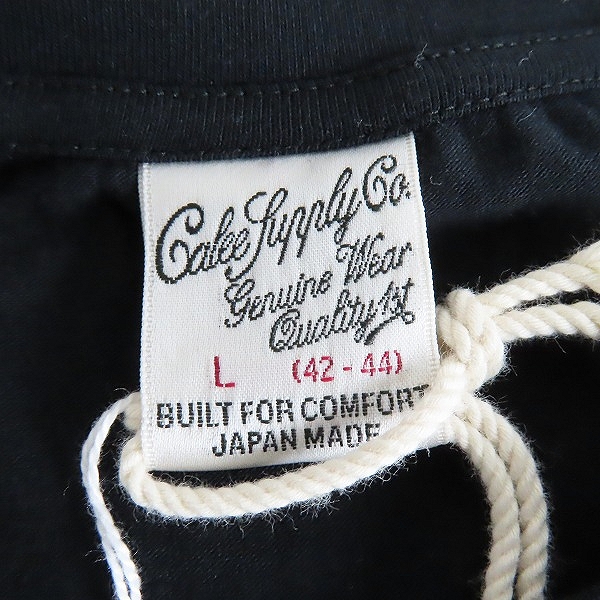 Calee Supply Co.
Genuine Wear
Quality 1st
L (42-44)
BUILT FOR COMFORT
JAPAN MADE